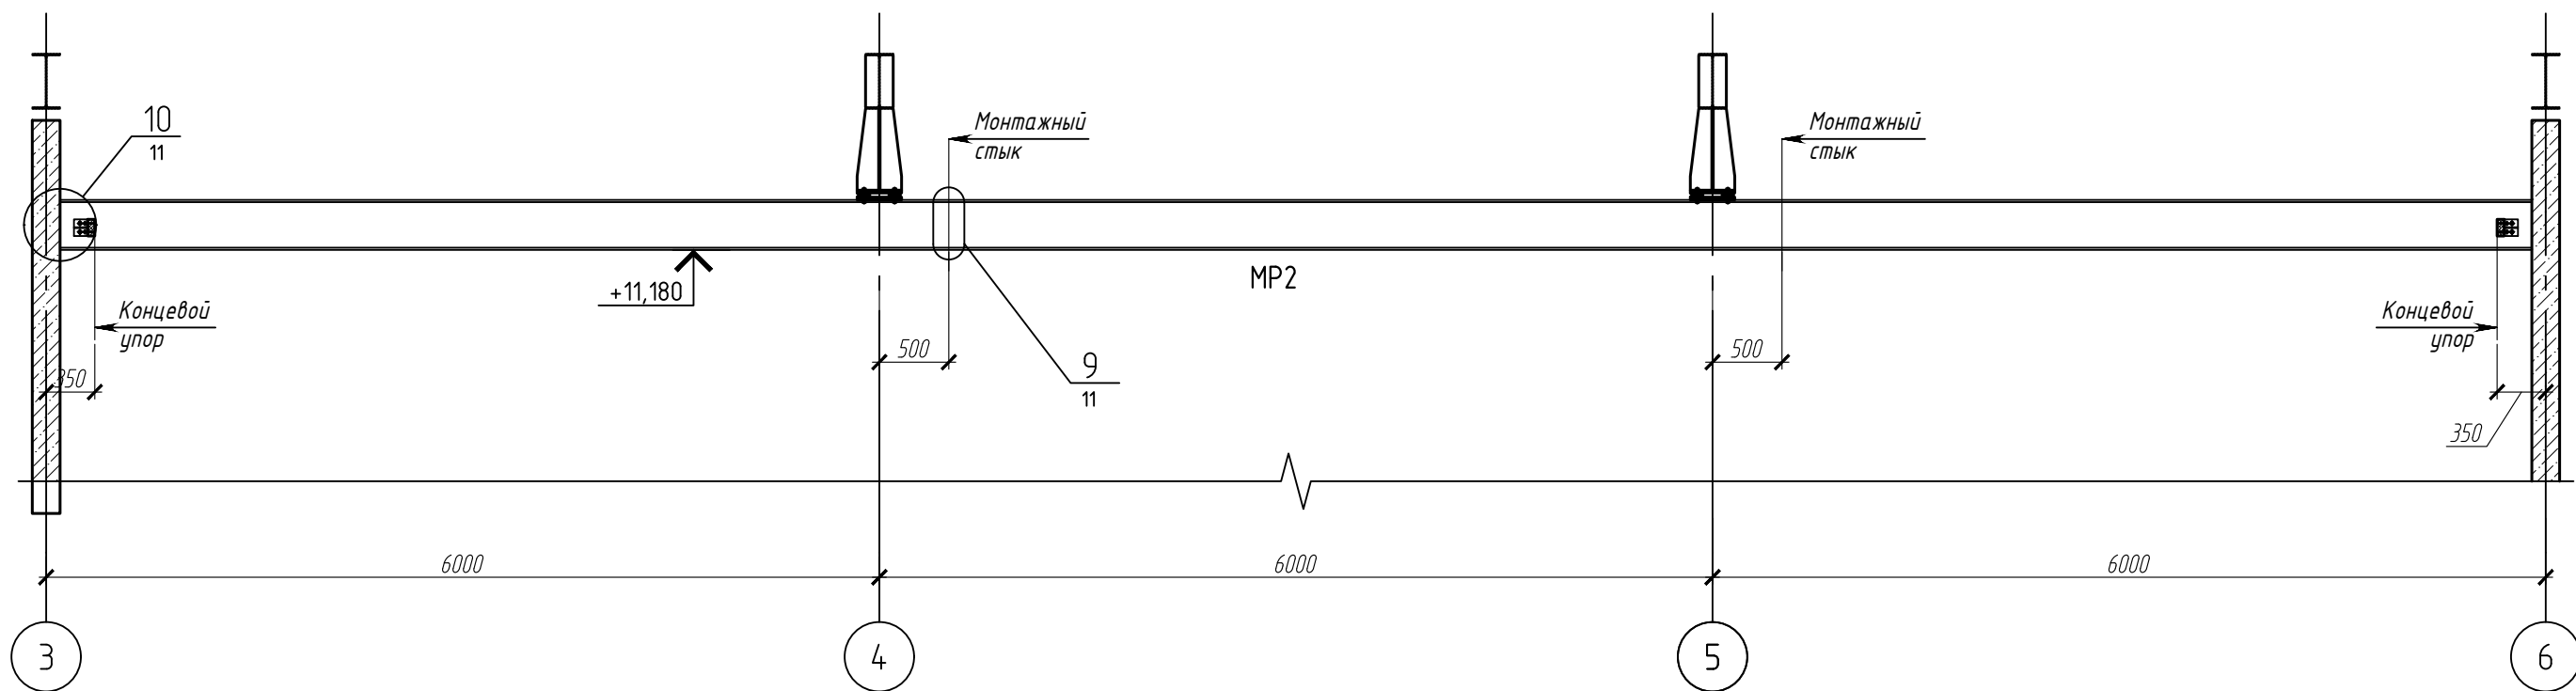 10
11
Монтажный
стык
Монтажный
стык
+11,180
МР2
Концевой
упор
Концевой
упор
500
500
9
11
350
350
6000
6000
6000
3
4
5
6